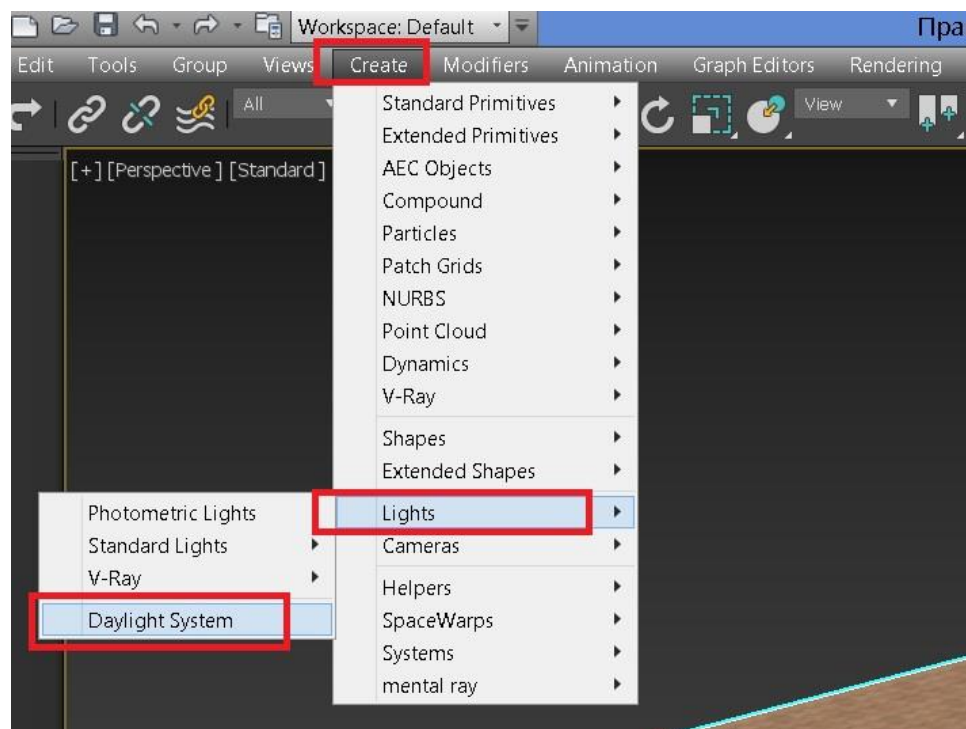 Workspace: Default Пра
Edit Tools Group Views Create Modifiers Animation Graph Editors Rendering
All View
[+] [Perspective] [Standard]
Standard Primitives
Extended Primitives
AEC Objects
Compound
Particles
Patch Grids
NURBS
Point Cloud
Dynamics
V-Ray
Shapes
Extended Shapes
Lights
Cameras
Helpers
SpaceWarps
Systems
mental ray
Photometric Lights
Standard Lights
V-Ray
Daylight System